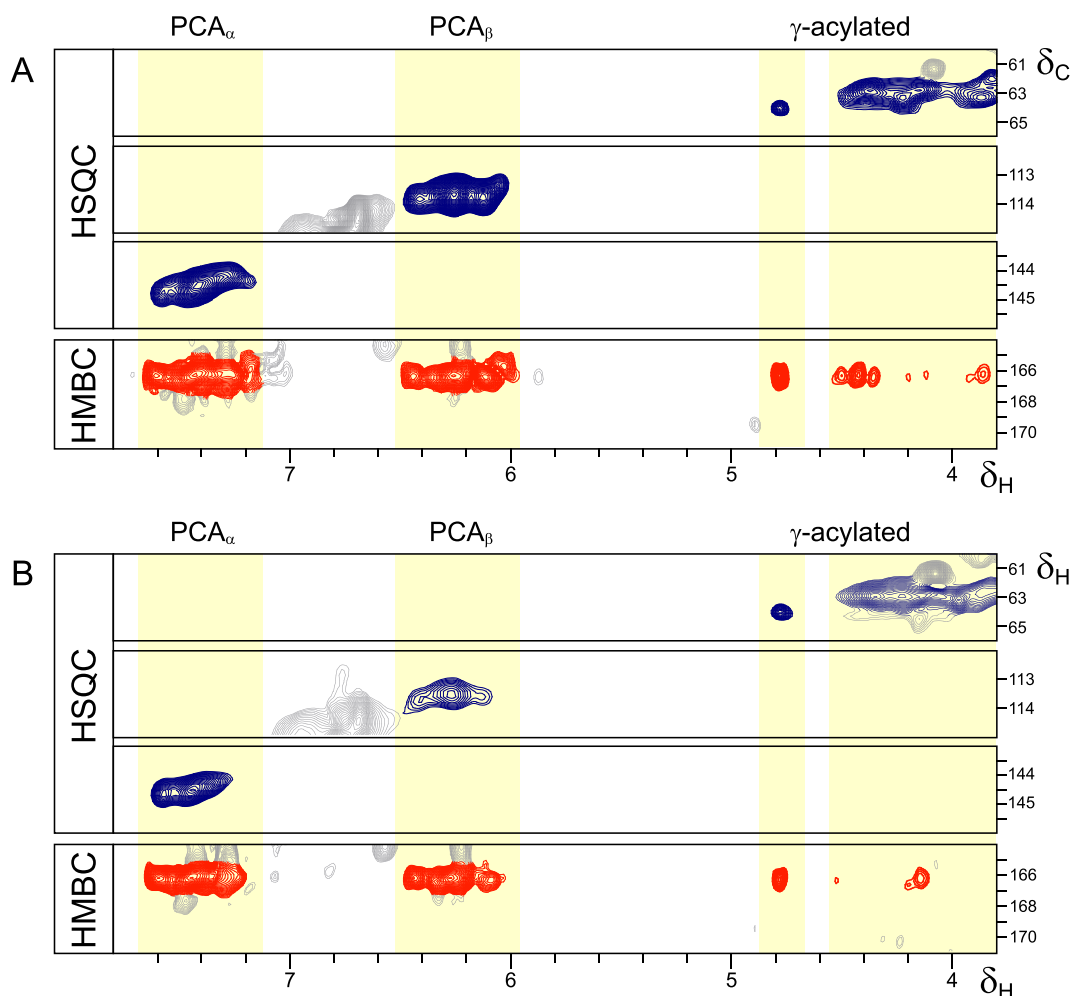 PCAα PCAβ γ-acylated
A
HSQC
61
63
65
δC
113
114
144
145
HMBC
166
168
170
7 6 5 4 δH
PCAα PCAβ γ-acylated
B
HSQC
61
63
65
δH
113
114
144
145
HMBC
166
168
170
7 6 5 4 δH